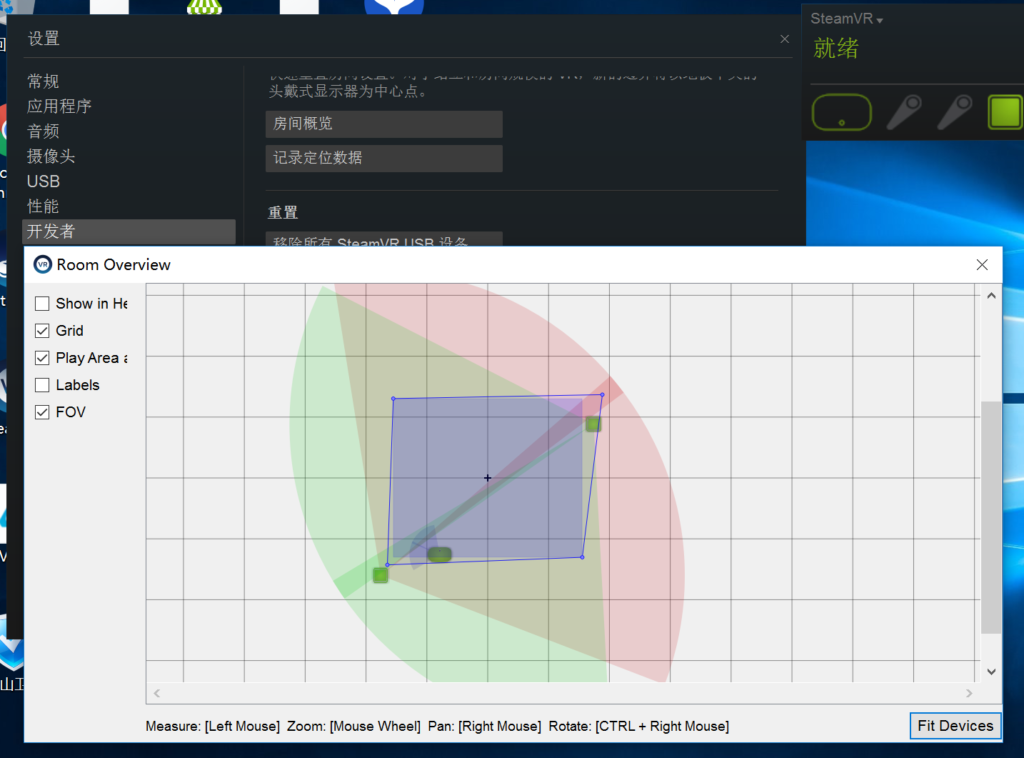 设置
SteamVR
就绪
常规
应用程序
音频
摄像头
USB
性能
开发者
头戴式显示器为中心点。
房间概览
记录定位数据
重置
移除所有 SteamVR USB 设备
VR Room Overview
Show in He
Grid
Play Area a
Labels
FOV
Measure: [Left Mouse] Zoom: [Mouse Wheel] Pan: [Right Mouse] Rotate: [CTRL + Right Mouse]
Fit Devices